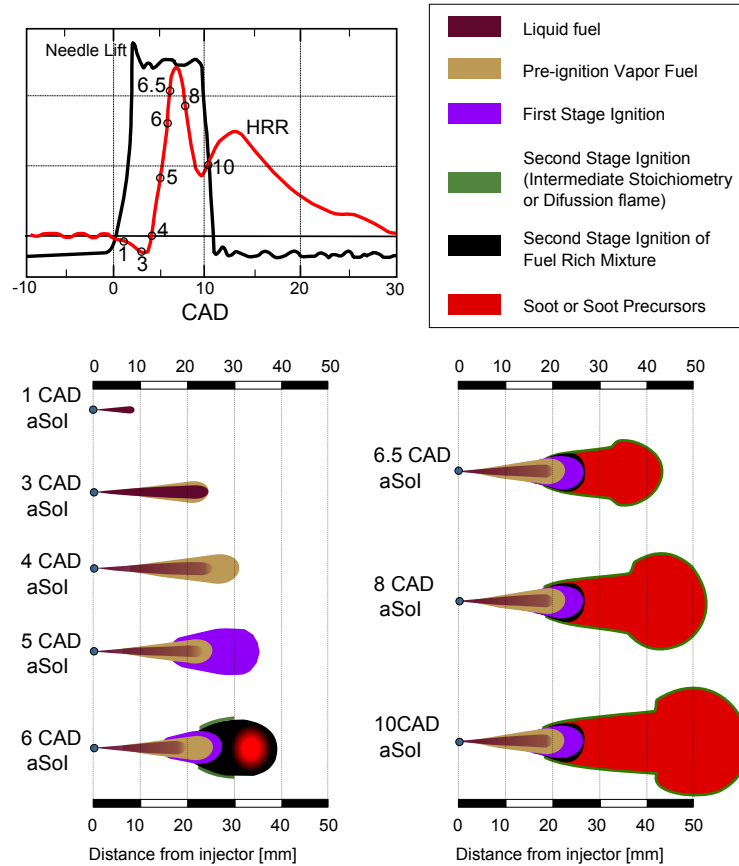 Needle Lift
6.5
8
6
HRR
10
5
4
1
3
-10
0
10
20
30
CAD
Liquid fuel
Pre-ignition Vapor Fuel
First Stage Ignition
Second Stage Ignition
(Intermediate Stoichiometry
or Difussion flame)
Second Stage Ignition of
Fuel Rich Mixture
Soot or Soot Precursors
0 10 20 30 40 50
1 CAD
aSoI
3 CAD
aSoI
4 CAD
aSoI
5 CAD
aSoI
6 CAD
aSoI
0 10 20 30 40 50
Distance from injector [mm]
0 10 20 30 40 50
6.5 CAD
aSoI
8 CAD
aSoI
10CAD
aSoI
0 10 20 30 40 50
Distance from injector [mm]